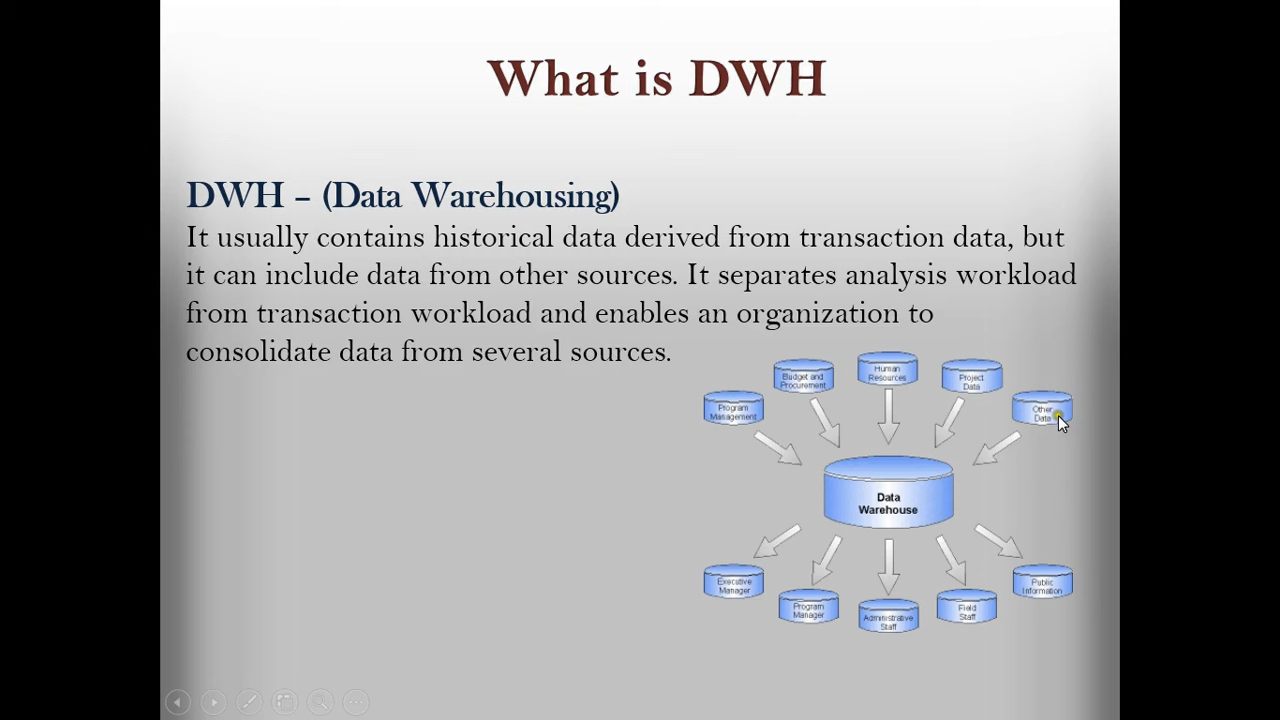 What is DWH
DWH – (Data Warehousing)
It usually contains historical data derived from transaction data, but
it can include data from other sources. It separates analysis workload
from transaction workload and enables an organization to
consolidate data from several sources.
Program
Management
Budget and
Procurement
Human
Resources
Project
Data
Other
Data
Data
Warehouse
Executive
Manager
Program
Manager
Administrative
Staff
Field
Staff
Public
Information